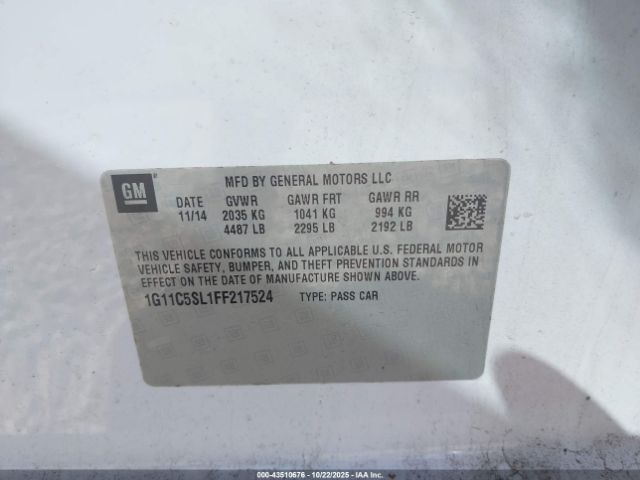 GM
MFD BY GENERAL MOTORS LLC
DATE GVWR GAWR FRT GAWR RR
11/14 2035 KG 1041 KG 994 KG
4487 LB 2295 LB 2192 LB
THIS VEHICLE CONFORMS TO ALL APPLICABLE U.S. FEDERAL MOTOR
VEHICLE SAFETY, BUMPER, AND THEFT PREVENTION STANDARDS IN
EFFECT ON THE DATE OF MANUFACTURE SHOWN ABOVE.
1G11C5SL1FF217524 TYPE: PASS CAR
000-43510676 - 10/22/2025 - IAA Inc.